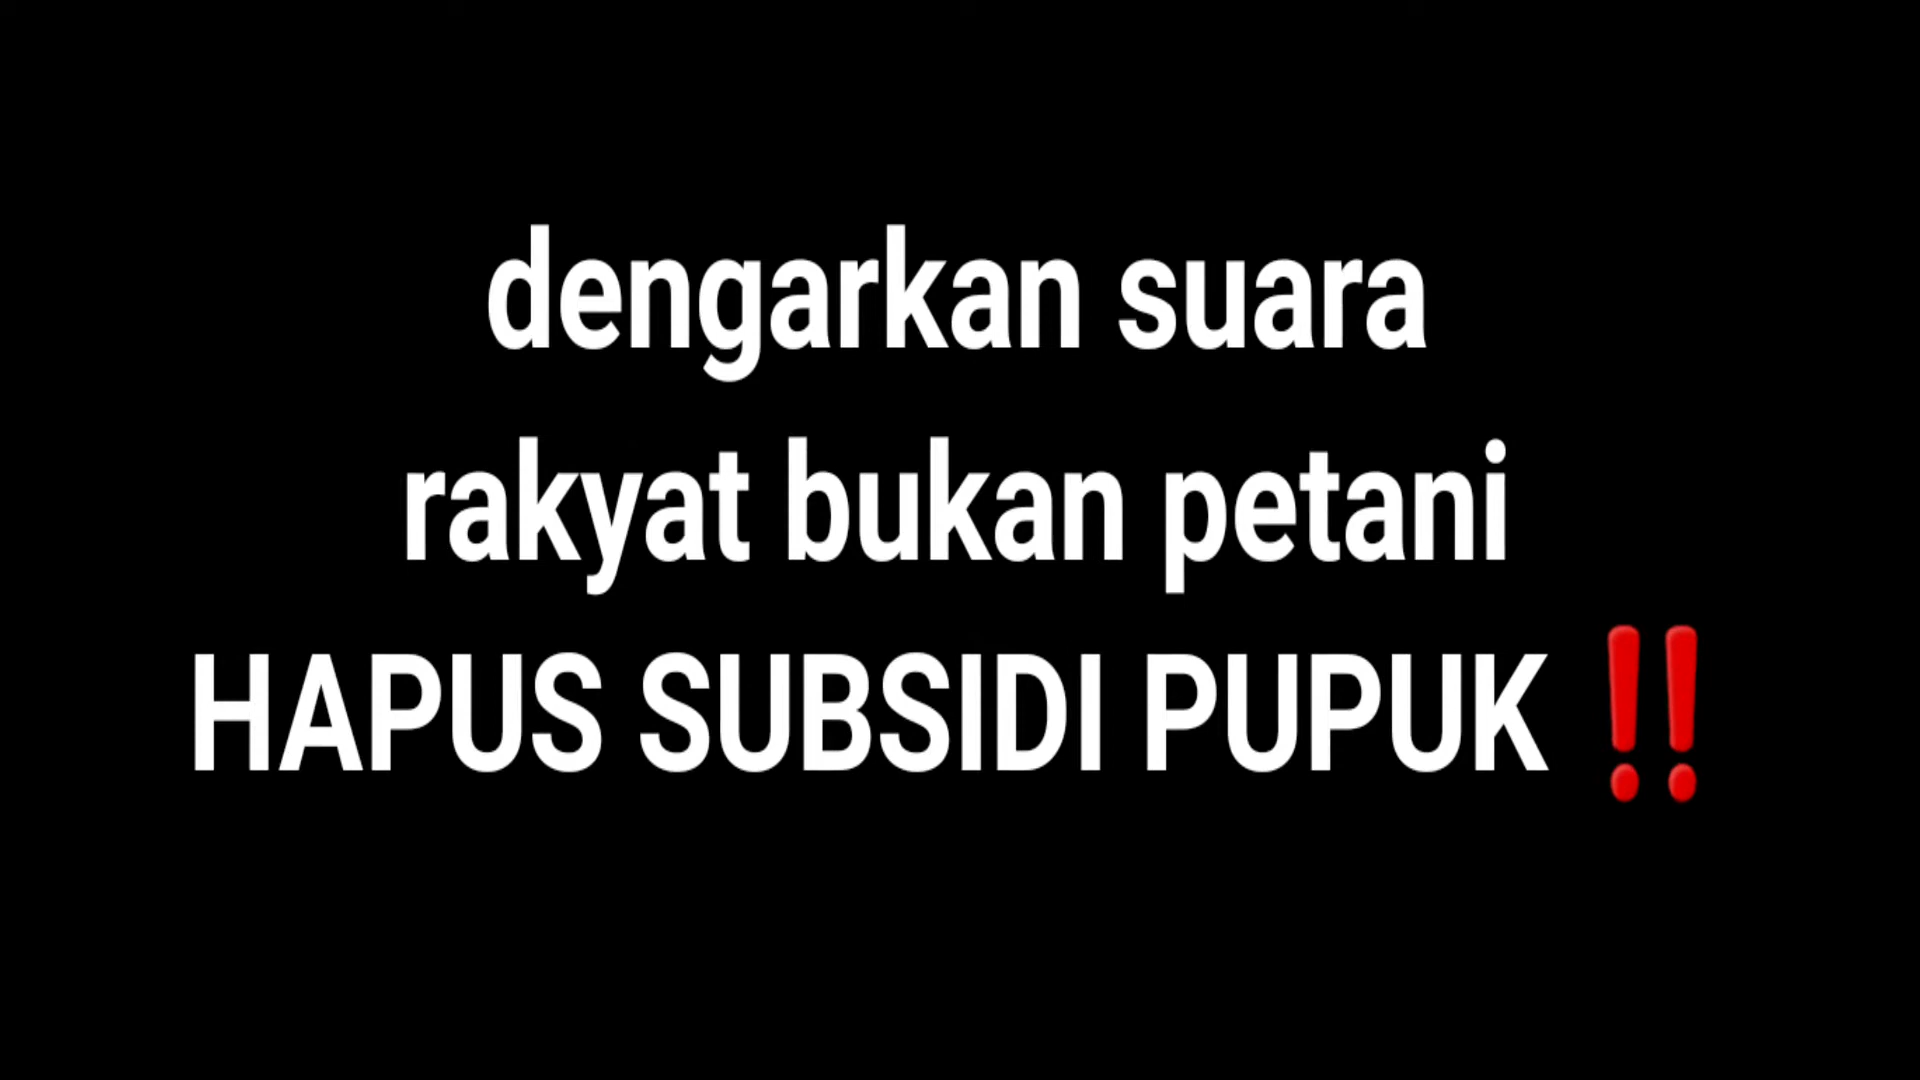 dengarkan suara
rakyat bukan petani
HAPUS SUBSIDI PUPUK ‼️